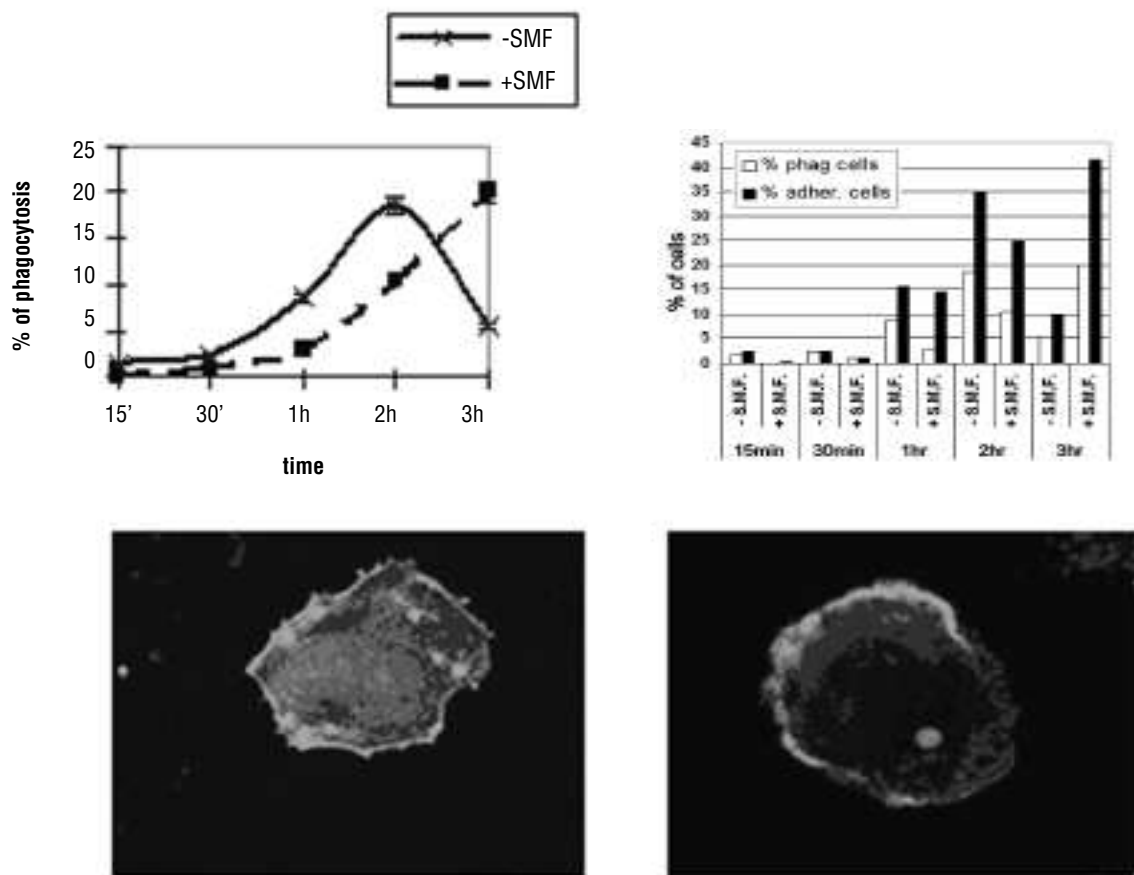 -SMF
+SMF
25
20
15
10
5
0
% of phagocytosis
15’ 30’ 1h 2h 3h
time
45
40
35
30
25
20
15
10
5
0
% of cells
% phag cells
% adher. cells
- S.M.F. + S.M.F. - S.M.F. + S.M.F. - S.M.F. + S.M.F. - S.M.F. + S.M.F. - S.M.F. + S.M.F.
15min 30min 1hr 2hr 3hr